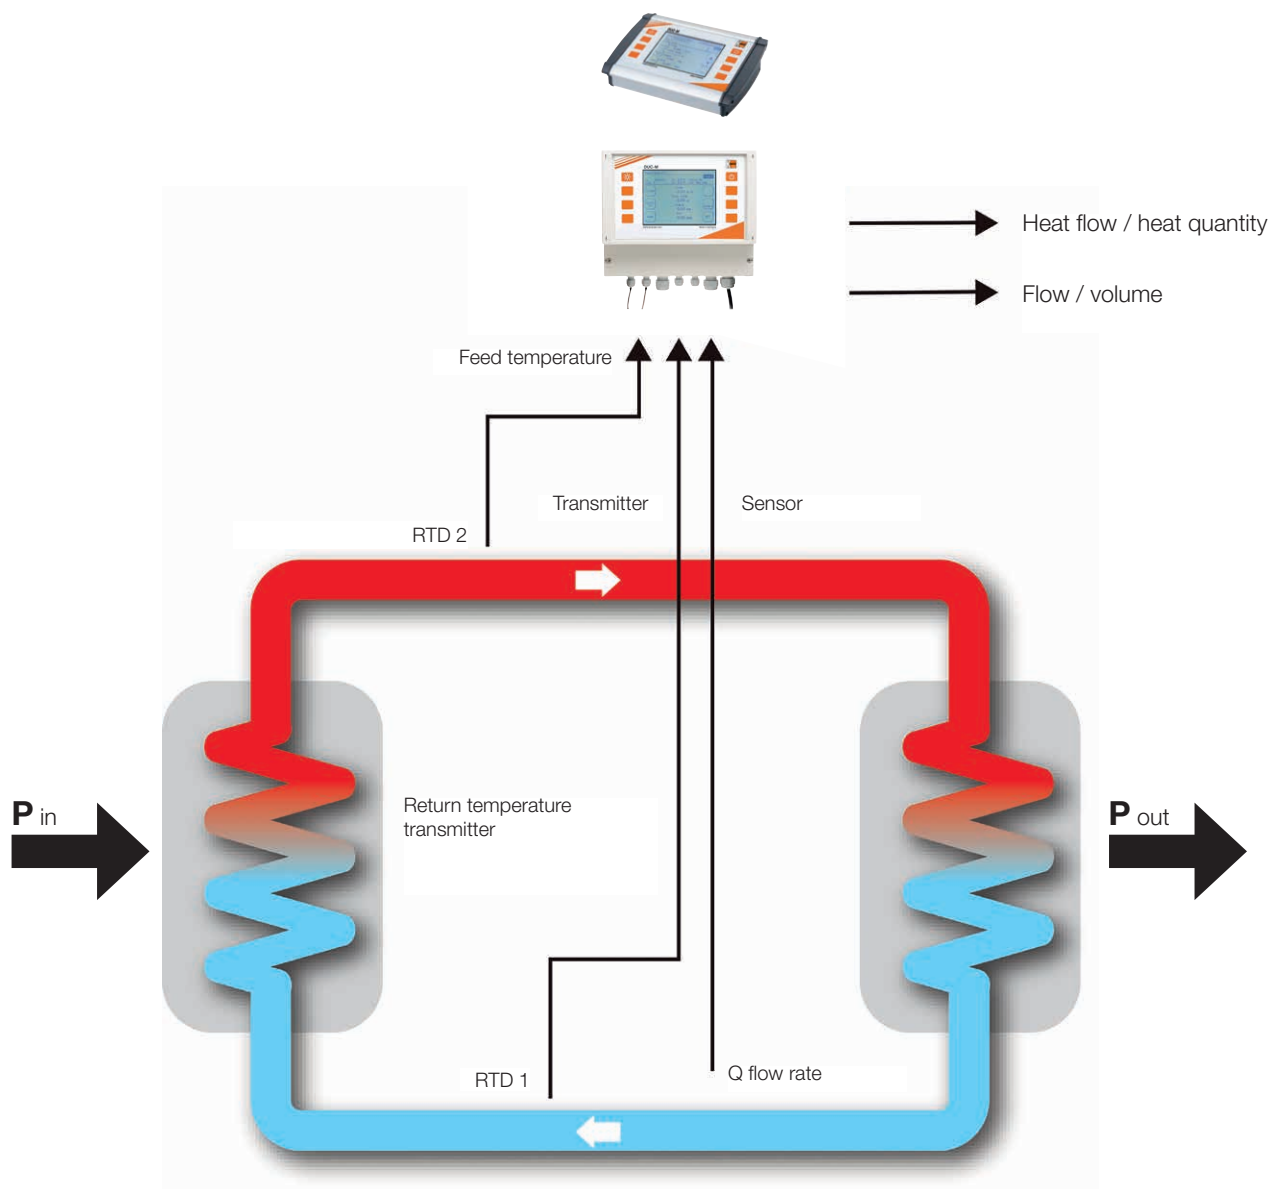 DUC-M
Heat flow / heat quantity
Flow / volume
Feed temperature
Transmitter
Sensor
RTD 2
P in
Return temperature
transmitter
P out
RTD 1
Q flow rate